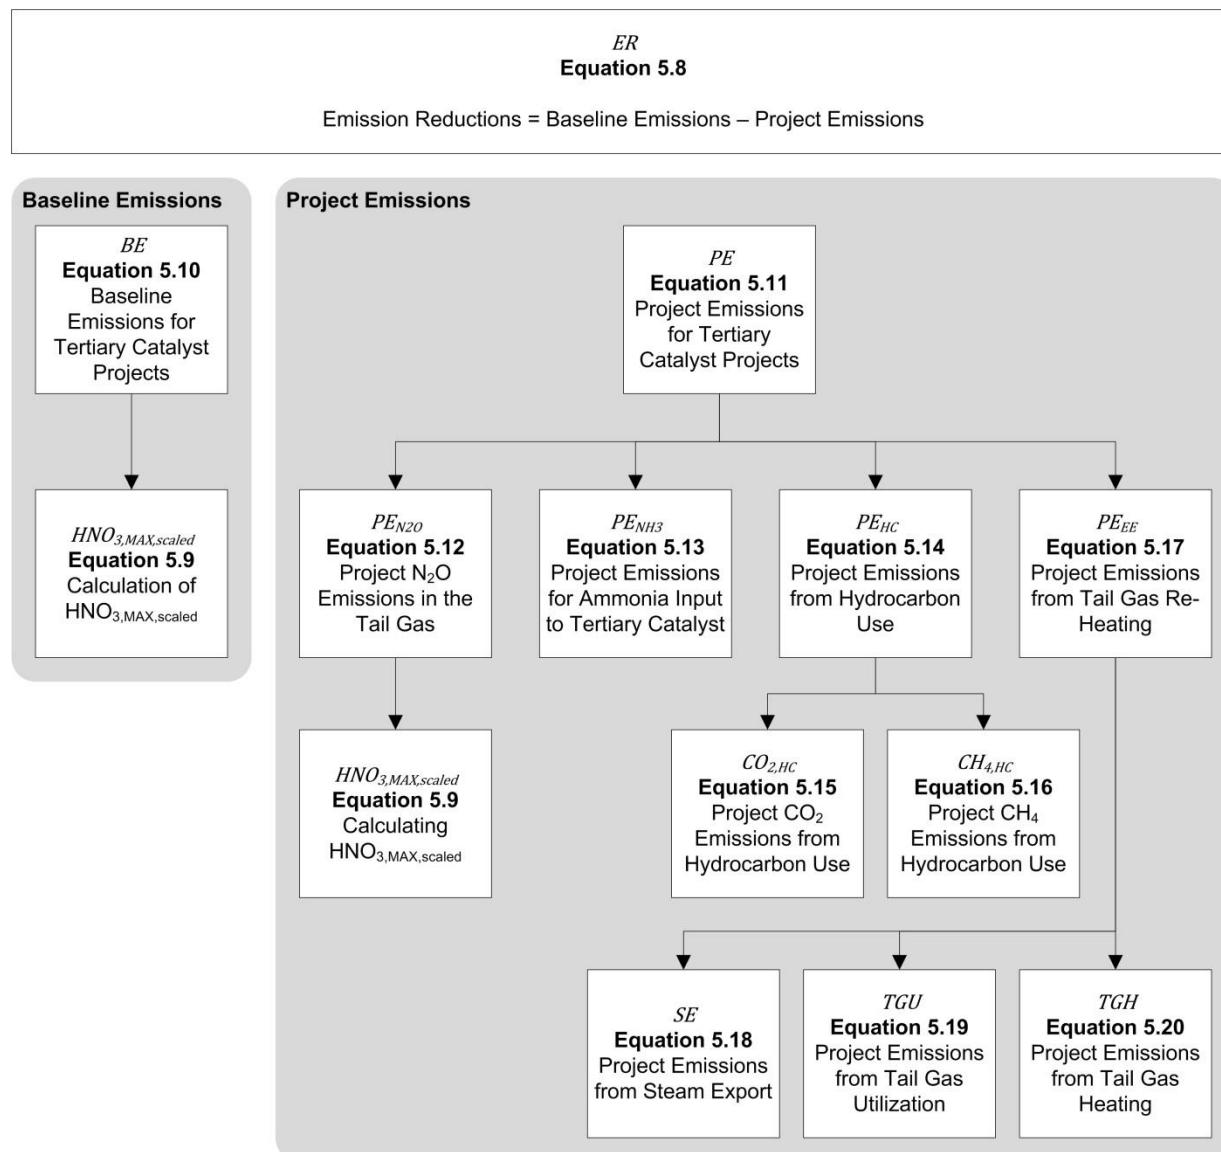 ER
Equation 5.8
Emission Reductions = Baseline Emissions – Project Emissions
Baseline Emissions
BE
Equation 5.10
Baseline
Emissions for
Tertiary Catalyst
Projects
HNO3,MAX,scaled
Equation 5.9
Calculation of
HNO3,MAX,scaled
Project Emissions
PE
Equation 5.11
Project Emissions
for Tertiary
Catalyst Projects
PEN2O
Equation 5.12
Project N2O
Emissions in the
Tail Gas
PENH3
Equation 5.13
Project Emissions
for Ammonia Input
to Tertiary Catalyst
PEHC
Equation 5.14
Project Emissions
from Hydrocarbon
Use
PEEE
Equation 5.17
Project Emissions
from Tail Gas Re-
Heating
HNO3,MAX,scaled
Equation 5.9
Calculating
HNO3,MAX,scaled
CO2,HC
Equation 5.15
Project CO2
Emissions from
Hydrocarbon Use
CH4,HC
Equation 5.16
Project CH4
Emissions from
Hydrocarbon Use
SE
Equation 5.18
Project Emissions
from Steam Export
TGU
Equation 5.19
Project Emissions
from Tail Gas
Utilization
TGH
Equation 5.20
Project Emissions
from Tail Gas
Heating